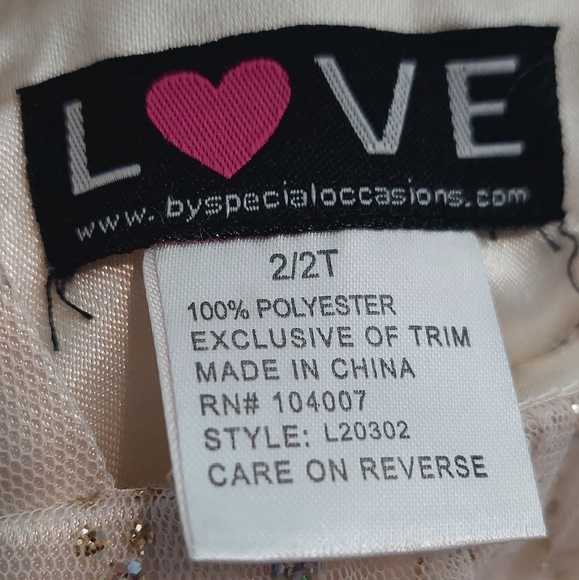 L VE
www.byspecialoccasions.com
2/2T
100% POLYESTER
EXCLUSIVE OF TRIM
MADE IN CHINA
RN# 104007
STYLE: L20302
CARE ON REVERSE